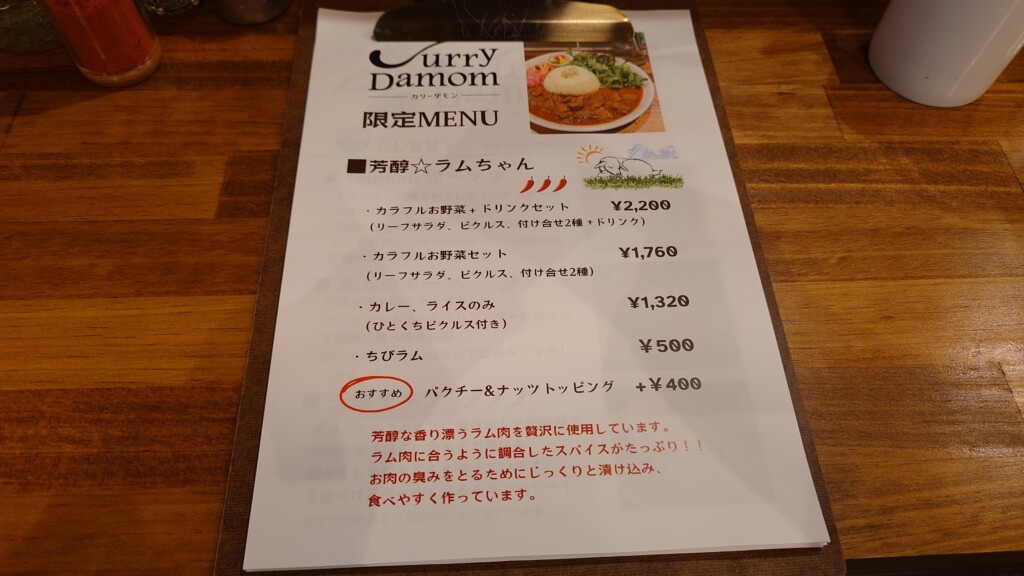 Curry
Damom
カリーダモン
限定MENU
■芳醇☆ラムちゃん
・カラフルお野菜+ドリンクセット ¥2,200
(リーフサラダ、ピクルス、付け合せ2種+ドリンク)
・カラフルお野菜セット ¥1,760
(リーフサラダ、ピクルス、付け合せ2種)
・カレー、ライスのみ ¥1,320
(ひとくちピクルス付き)
・ちびラム ¥500
おすすめ パクチー&ナッツトッピング +¥400
芳醇な香り漂うラム肉を贅沢に使用しています。
ラム肉に合うように調合したスパイスがたっぷり!!
お肉の臭みをとるためにじっくりと漬け込み、
食べやすく作っています。